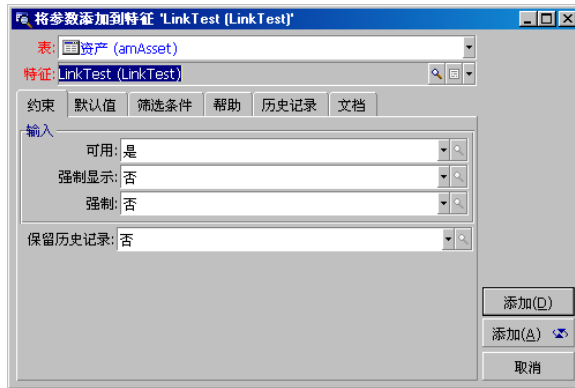 将参数添加到特征 'LinkTest (LinkTest)'
表: 资产 (amAsset)
特征: LinkTest (LinkTest)
约束 默认值 筛选条件 帮助 历史记录 文档
输入
可用: 是
强制显示: 否
强制: 否
保留历史记录: 否
添加(D)
添加(A)
取消